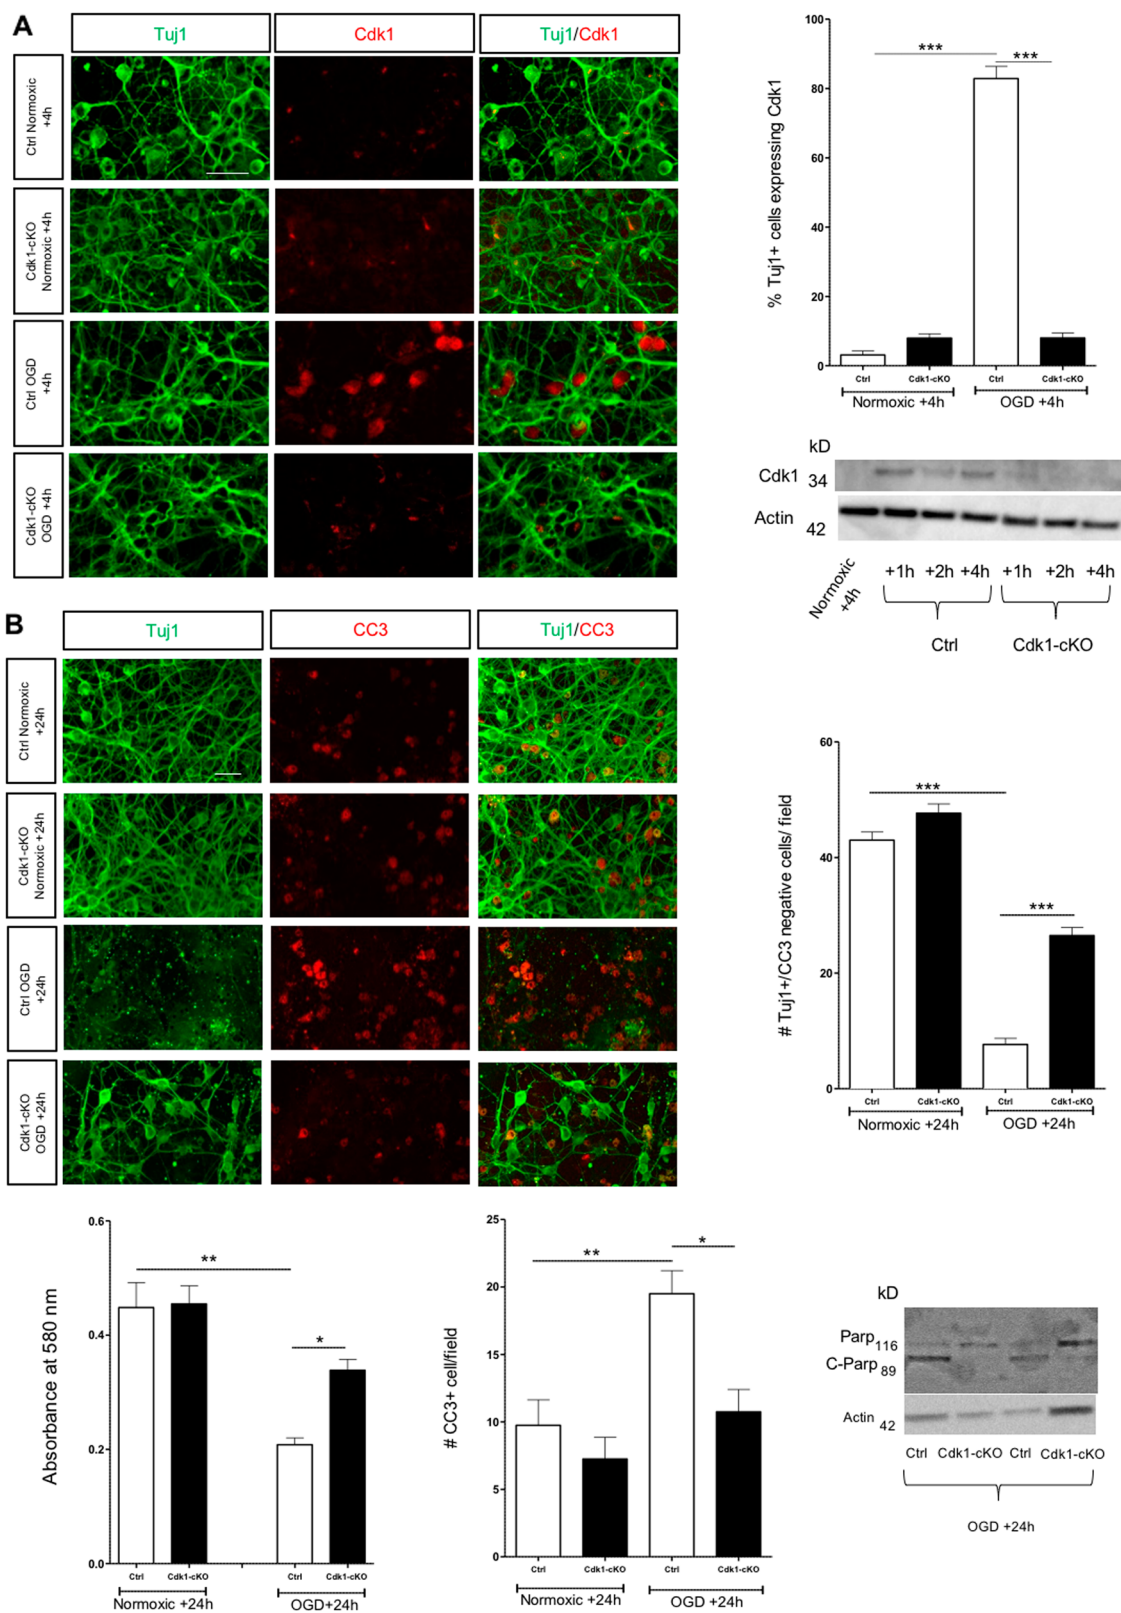 A
Tuj1
Cdk1
Tuj1/Cdk1
Ctrl Normoxic
+4h
Cdk1-cKO
Normoxic +4h
Ctrl OGD
+4h
Cdk1-cKO
OGD +4h
% Tuj1+ cells expressing Cdk1
100
80
60
40
20
0
***
***
Ctrl
Cdk1-cKO
Ctrl
Cdk1-cKO
Normoxic +4h
OGD +4h
kD
Cdk1 34
Actin 42
Normoxic
+4h
+1h +2h +4h +1h +2h +4h
Ctrl
Cdk1-cKO
B
Tuj1
CC3
Tuj1/CC3
Ctrl Normoxic
+24h
Cdk1-cKO
Normoxic +24h
Ctrl OGD
+24h
Cdk1-cKO
OGD +24h
# Tuj1+/CC3 negative cells/ field
60
40
20
0
***
***
Ctrl
Cdk1-cKO
Ctrl
Cdk1-cKO
Normoxic +24h
OGD +24h
Absorbance at 580 nm
0.6
0.4
0.2
0.0
**
*
Ctrl
Cdk1-cKO
Ctrl
Cdk1-cKO
Normoxic +24h
OGD+24h
# CC3+ cell/field
25
20
15
10
5
0
**
*
Ctrl
Cdk1-cKO
Ctrl
Cdk1-cKO
Normoxic +24h
OGD +24h
kD
Parp 116
C-Parp 89
Actin 42
Ctrl Cdk1-cKO Ctrl Cdk1-cKO
OGD +24h